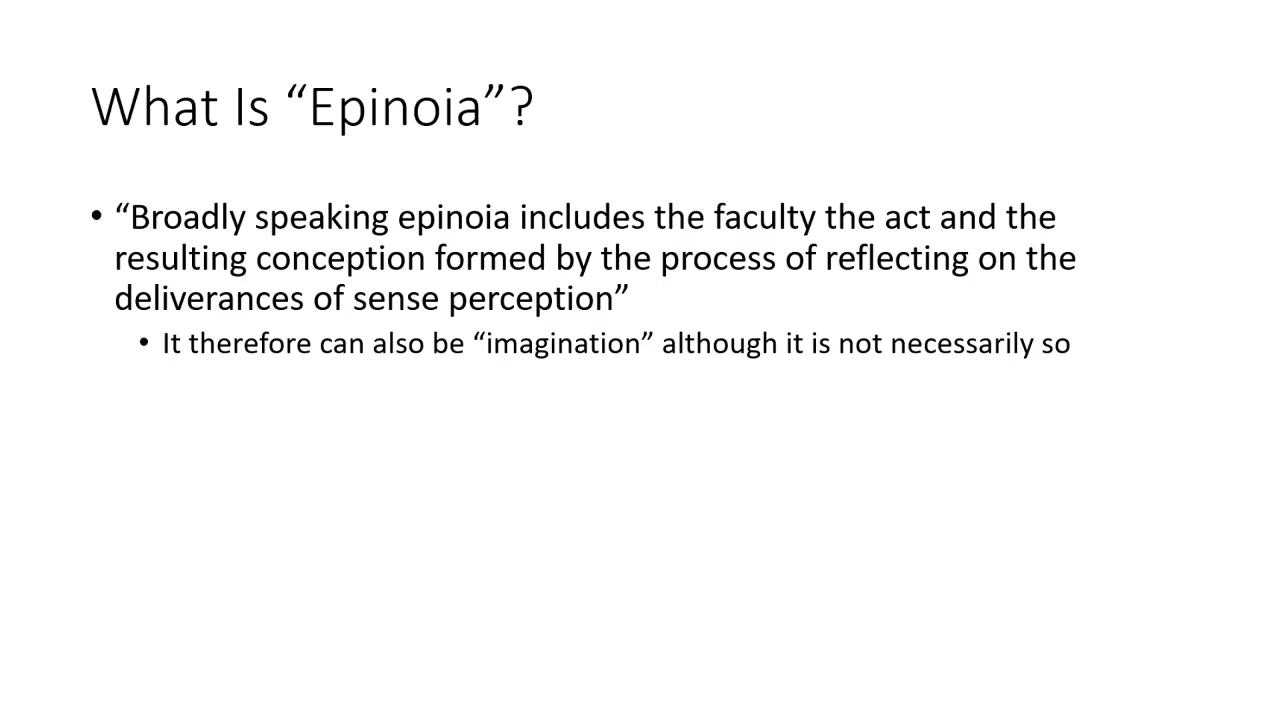 What Is “Epinoia”?
• “Broadly speaking epinoia includes the faculty the act and the
resulting conception formed by the process of reflecting on the
deliverances of sense perception”
• It therefore can also be “imagination” although it is not necessarily so